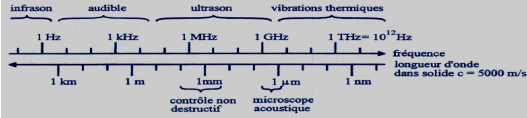 infrason audible ultrason vibrations thermiques
1 Hz 1 kHz 1 MHz 1 GHz 1 THz= 10¹²Hz
fréquence
longueur d'onde
dans solide c = 5000 m/s
1 km 1 m 1mm 1 µm 1 nm
contrôle non microscope
destructif acoustique